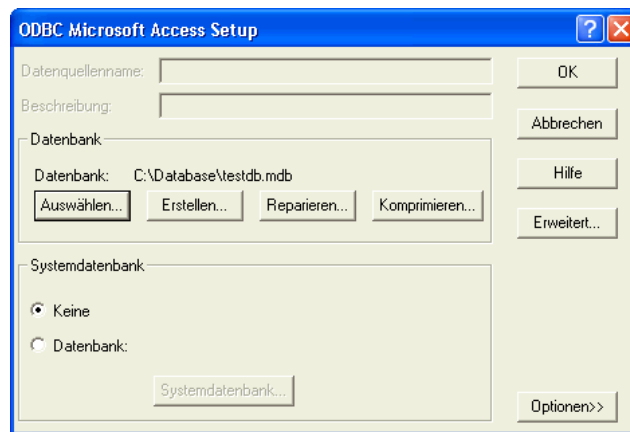 ODBC Microsoft Access Setup
Datenquellenname:
OK
Beschreibung:
Abbrechen
Datenbank
Datenbank: C:\Database\testdb.mdb
Hilfe
Auswählen... Erstellen... Reparieren... Komprimieren...
Erweitert...
Systemdatenbank
Keine
Datenbank:
Systemdatenbank...
Optionen>>